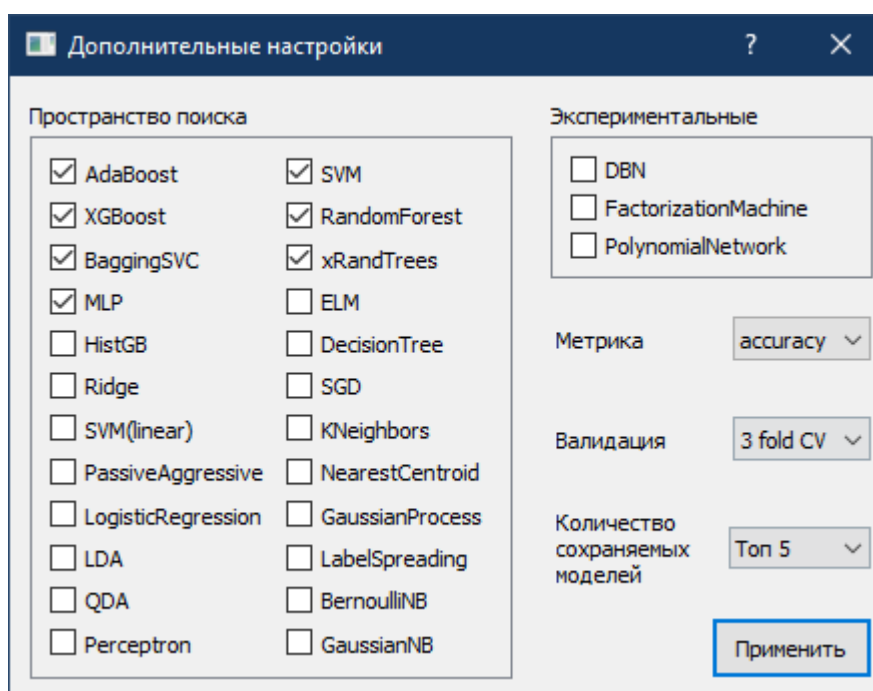 Дополнительные настройки ?
Пространство поиска
AdaBoost
XGBoost
BaggingSVC
MLP
HistGB
Ridge
SVM(linear)
PassiveAggressive
LogisticRegression
LDA
QDA
Perceptron
SVM
RandomForest
xRandTrees
ELM
DecisionTree
SGD
KNeighbors
NearestCentroid
GaussianProcess
LabelSpreading
BernoulliNB
GaussianNB
Экспериментальные
DBN
FactorizationMachine
PolynomialNetwork
Метрика accuracy
Валидация 3 fold CV
Количество
сохраняемых Топ 5
моделей
Применить